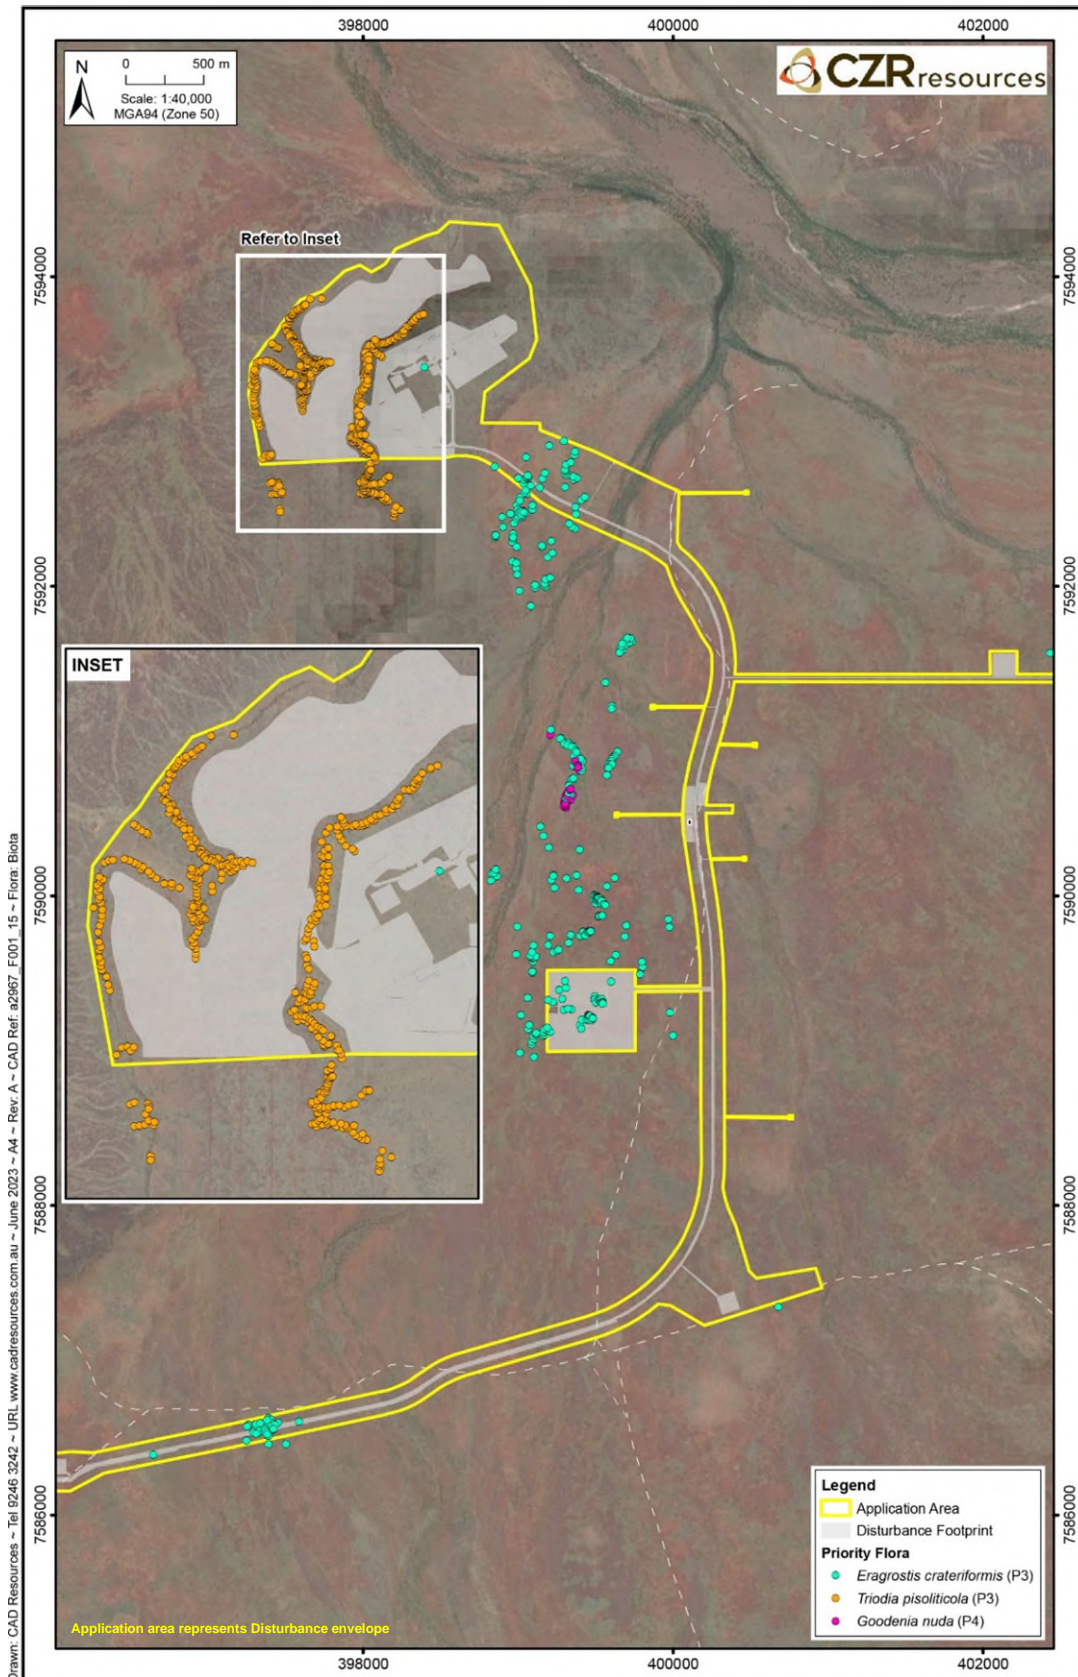 398000
400000
402000
N
0 500 m
Scale: 1:40,000
MGA94 (Zone 50)
CZR resources
Refer to Inset
7594000
7594000
7592000
7592000
INSET
7590000
7590000
7588000
7588000
7586000
7586000
Legend
Application Area
Disturbance Footprint
Priority Flora
Eragrostis crateriformis (P3)
Triodia pisoliticola (P3)
Goodenia nuda (P4)
Application area represents Disturbance envelope
398000
400000
402000
Drawn: CAD Resources ~ Tel 9246 3242 ~ URL www.cadresources.com.au ~ June 2023 ~ A4 ~ Rev: A ~ CAD Ref: a2967_F001_15 ~ Flora: Biota